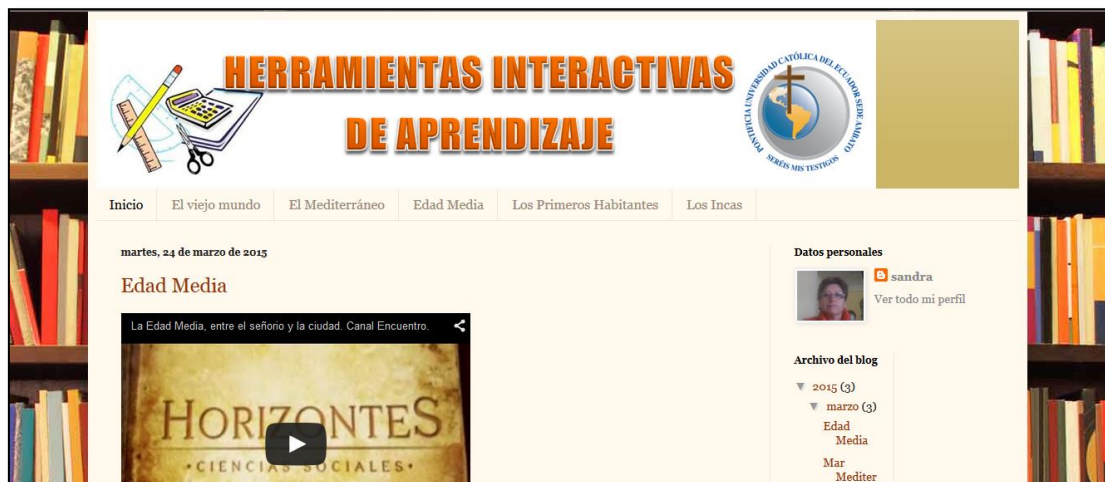 HERRAMIENTAS INTERACTIVAS
DE APRENDIZAJE
PONTIFICIA UNIVERSIDAD CATÓLICA DEL ECUADOR SEDE AMBATO
SERÉIS MIS TESTIGOS
Inicio El viejo mundo El Mediterráneo Edad Media Los Primeros Habitantes Los Incas
martes, 24 de marzo de 2015
Edad Media
La Edad Media, entre el señorio y la ciudad. Canal Encuentro.
HORIZONTES
•CIENCIAS SOCIALES•
Datos personales
sandra
Ver todo mi perfil
Archivo del blog
▼ 2015 (3)
▼ marzo (3)
Edad
Media
Mar
Mediter